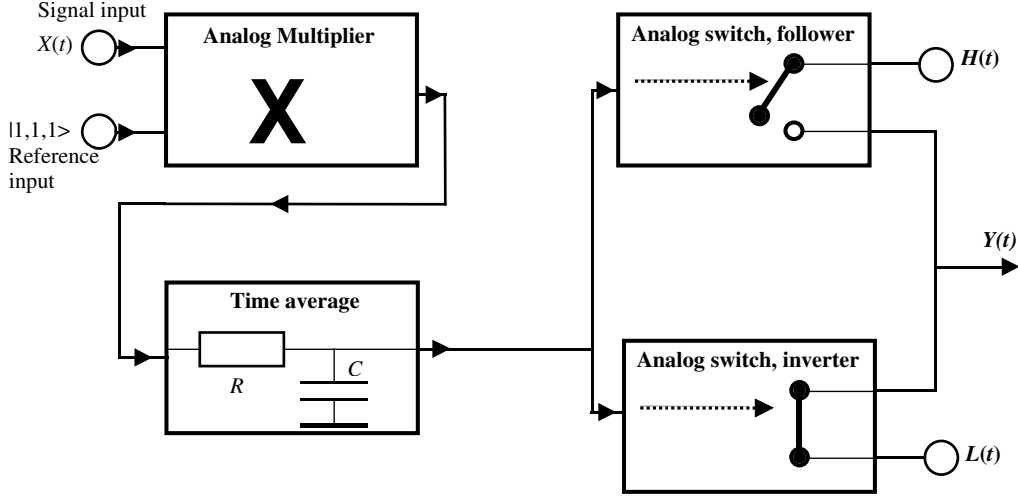 Signal input
X(t)
|1,1,1>
Reference
input
Analog Multiplier
X
Time average
R
C
Analog switch, follower
H(t)
Y(t)
Analog switch, inverter
L(t)